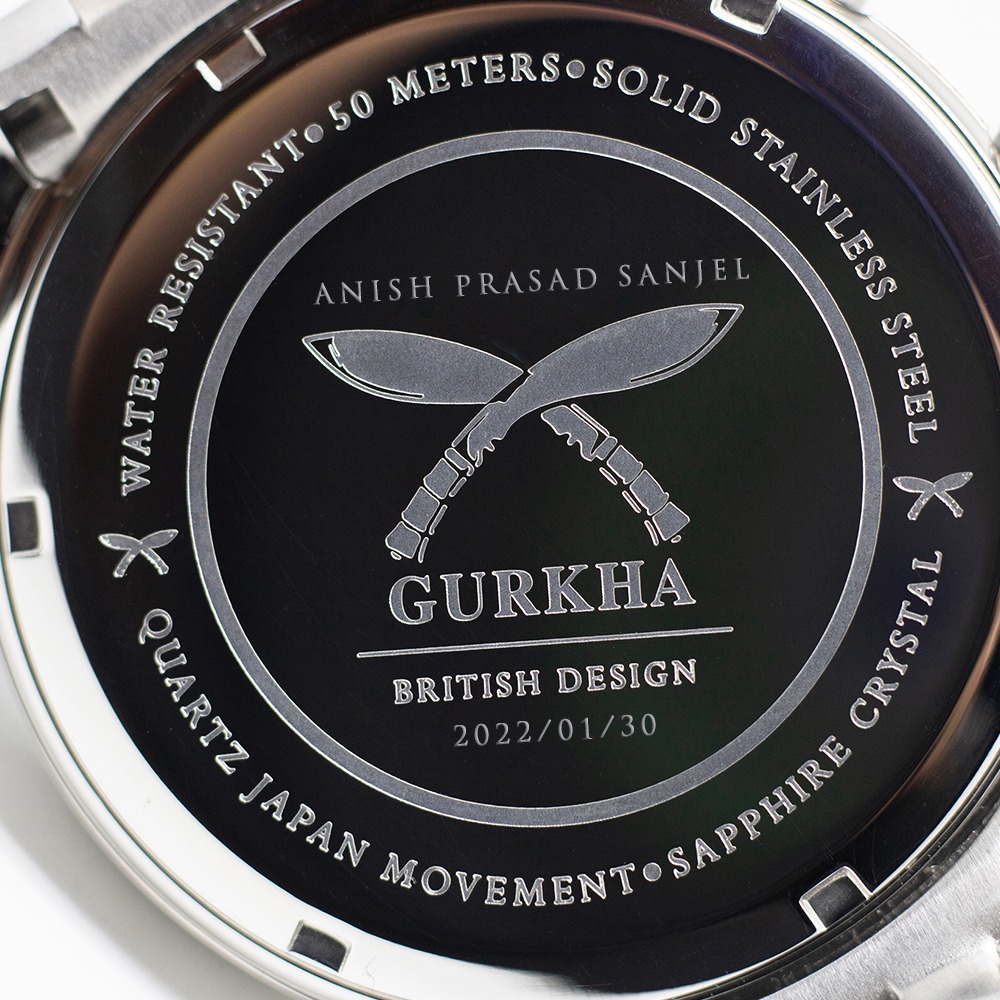 WATER RESISTANT•50 METERS•SOLID STAINLESS STEEL
ANISH PRASAD SANJEL
GURKHA
BRITISH DESIGN
2022/01/30
QUARTZ JAPAN MOVEMENT•SAPPHIRE CRYSTAL